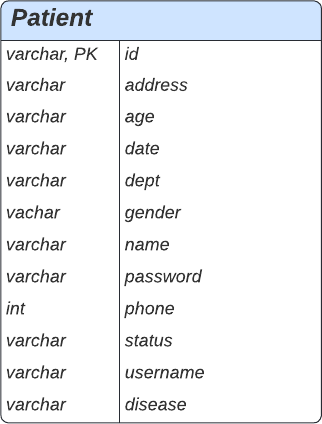 Patient
varchar, PK id
varchar address
varchar age
varchar date
varchar dept
vachar gender
varchar name
varchar password
int phone
varchar status
varchar username
varchar disease